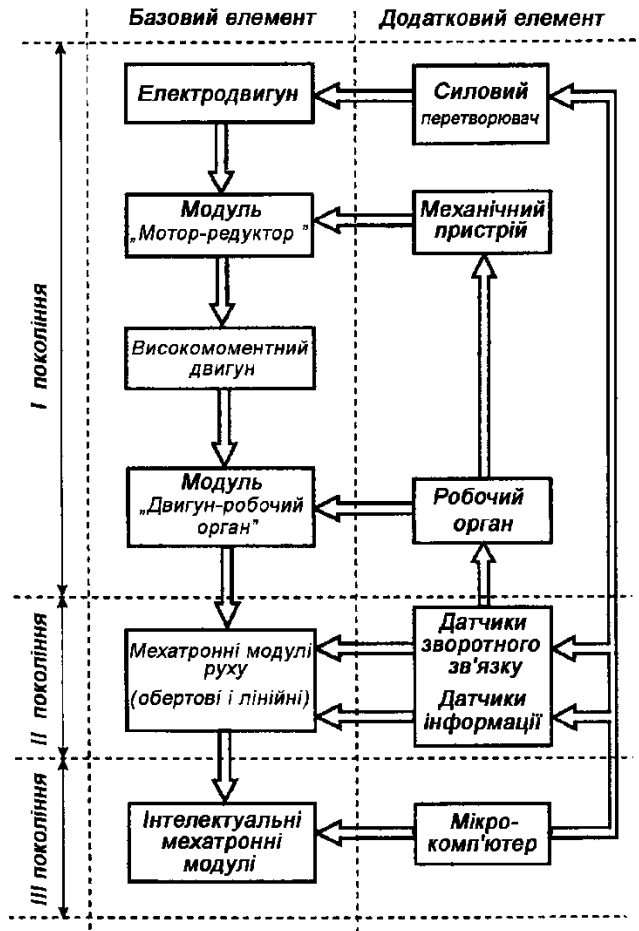 Базовий елемент
Додатковий елемент
І покоління
Електродвигун
Силовий
перетворювач
Модуль
„Мотор-редуктор ”
Механічний
пристрій
Високомоментний
двигун
Модуль
„Двигун-робочий
орган”
Робочий
орган
ІІ покоління
Мехатронні модулі
руху
(обертові і лінійні)
Датчики
зворотного
зв'язку
Датчики
інформації
ІІІ покоління
Інтелектуальні
мехатронні
модулі
Мікро-
комп'ютер